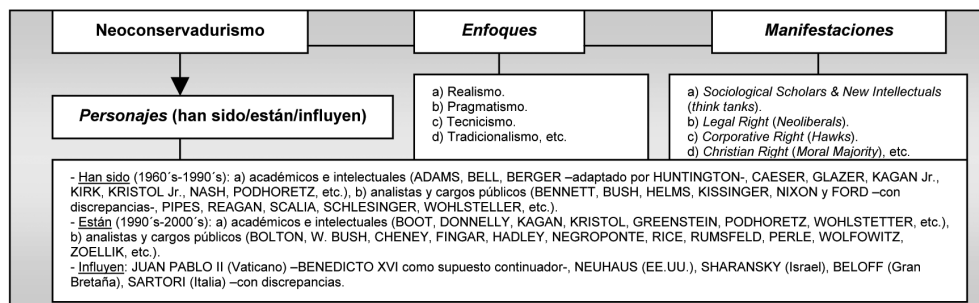 Neoconservadurismo
Enfoques
Manifestaciones
a) Realismo.
b) Pragmatismo.
c) Tecnicismo.
d) Tradicionalismo, etc.
a) Sociological Scholars & New Intellectuals
(think tanks).
b) Legal Right (Neoliberals).
c) Corporative Right (Hawks).
d) Christian Right (Moral Majority), etc.
Personajes (han sido/están/influyen)
- Han sido (1960´s-1990´s): a) académicos e intelectuales (ADAMS, BELL, BERGER –adaptado por HUNTINGTON-, CAESER, GLAZER, KAGAN Jr.,
KIRK, KRISTOL Jr., NASH, PODHORETZ, etc.), b) analistas y cargos públicos (BENNETT, BUSH, HELMS, KISSINGER, NIXON y FORD –con
discrepancias-, PIPES, REAGAN, SCALIA, SCHLESINGER, WOHLSTELLER, etc.).
- Están (1990´s-2000´s): a) académicos e intelectuales (BOOT, DONNELLY, KAGAN, KRISTOL, GREENSTEIN, PODHORETZ, WOHLSTETTER, etc.),
b) analistas y cargos públicos (BOLTON, W. BUSH, CHENEY, FINGAR, HADLEY, NEGROPONTE, RICE, RUMSFELD, PERLE, WOLFOWITZ,
ZOELLIK, etc.).
- Influyen: JUAN PABLO II (Vaticano) –BENEDICTO XVI como supuesto continuador-, NEUHAUS (EE.UU.), SHARANSKY (Israel), BELOFF (Gran
Bretaña), SARTORI (Italia) –con discrepancias.